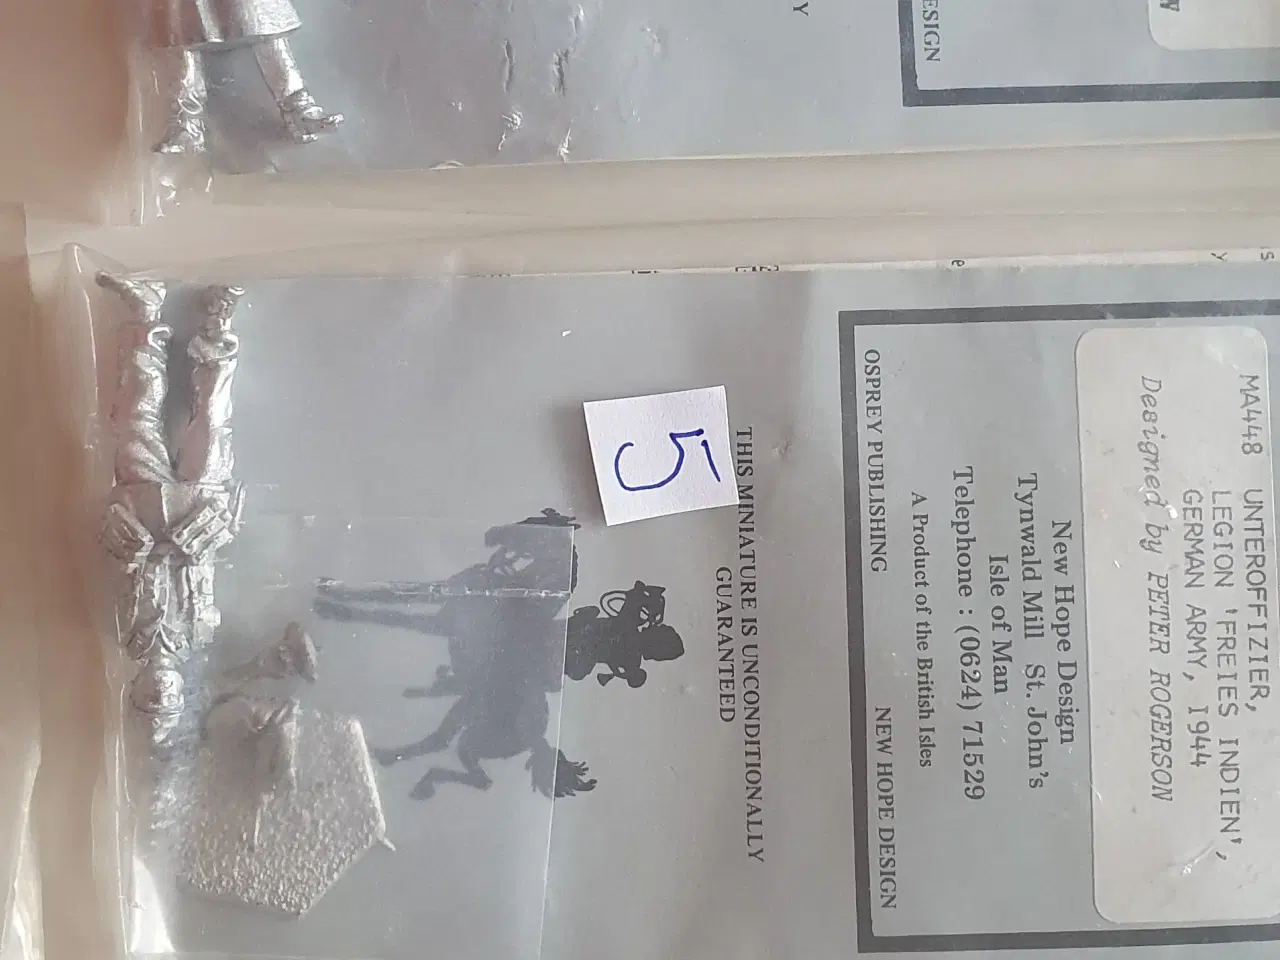 MA448 UNTEROFFIZIER,
LEGION 'FREIES INDIEN',
GERMAN ARMY, 1944
Designed by PETER ROGERSON
New Hope Design
Tynwald Mill St. John's
Isle of Man
Telephone : (0624) 71529
A Product of the British Isles
OSPREY PUBLISHING NEW HOPE DESIGN
THIS MINIATURE IS UNCONDITIONALLY
GUARANTEED
5
ESIGN